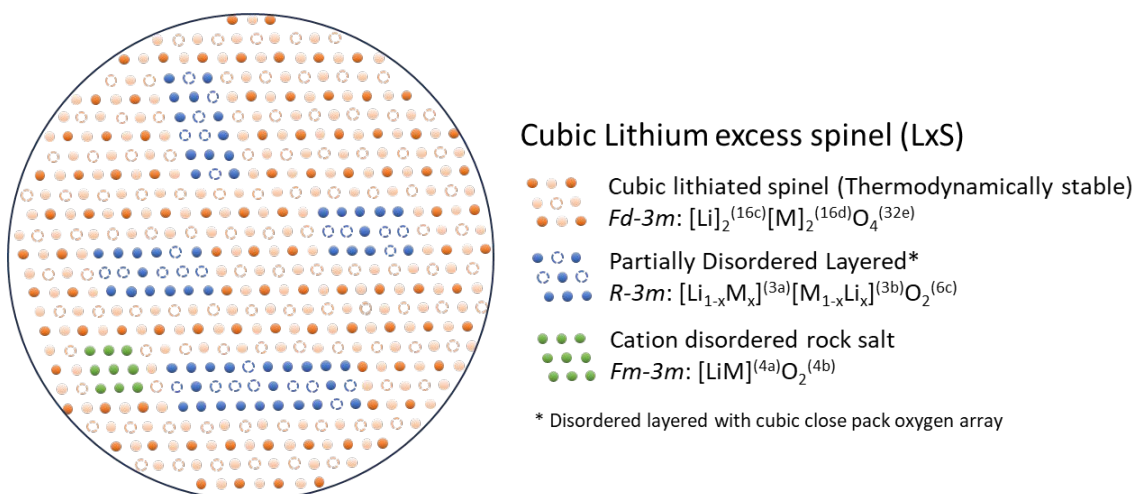 Cubic Lithium excess spinel (LxS)
Cubic lithiated spinel (Thermodynamically stable)
Fd-3m: [Li]₂⁽¹⁶ᶜ⁾[M]₂⁽¹⁶ᵈ⁾O₄⁽³²ᵉ⁾
Partially Disordered Layered*
R-3m: [Li₁₋ₓMₓ]⁽³ᵃ⁾[M₁₋ₓLiₓ]⁽³ᵇ⁾O₂⁽⁶ᶜ⁾
Cation disordered rock salt
Fm-3m: [LiM]⁽⁴ᵃ⁾O₂⁽⁴ᵇ⁾
* Disordered layered with cubic close pack oxygen array